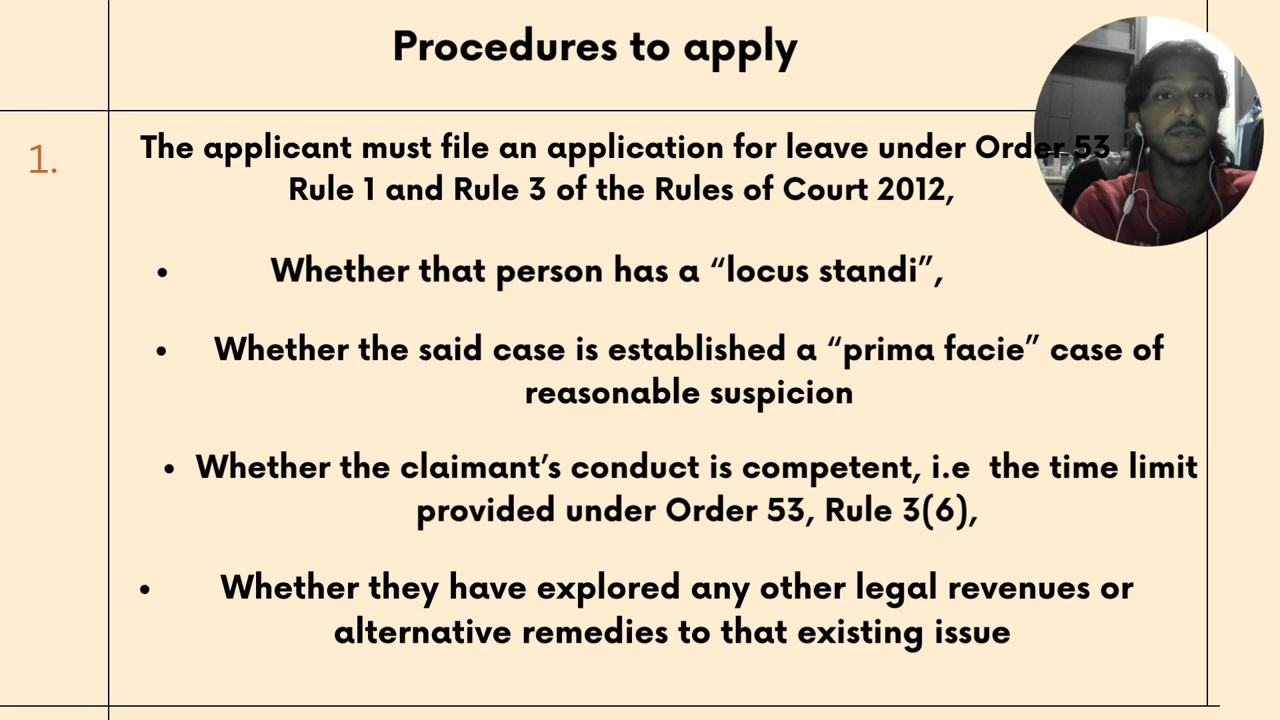 Procedures to apply
1.
The applicant must file an application for leave under Order 53
Rule 1 and Rule 3 of the Rules of Court 2012,
• Whether that person has a “locus standi”,
• Whether the said case is established a “prima facie” case of
reasonable suspicion
• Whether the claimant’s conduct is competent, i.e the time limit
provided under Order 53, Rule 3(6),
• Whether they have explored any other legal revenues or
alternative remedies to that existing issue